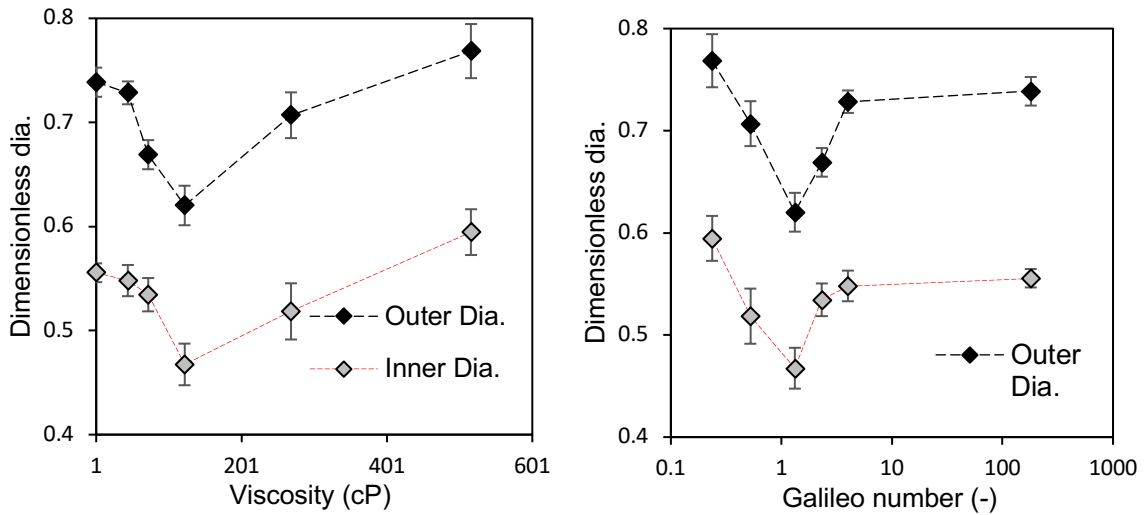 0.8
0.7
0.6
0.5
0.4
Dimensionless dia.
Outer Dia.
Inner Dia.
1 201 401 601
Viscosity (cP)
0.8
0.7
0.6
0.5
0.4
Dimensionless dia.
Outer
Dia.
0.1 1 10 100 1000
Galileo number (-)